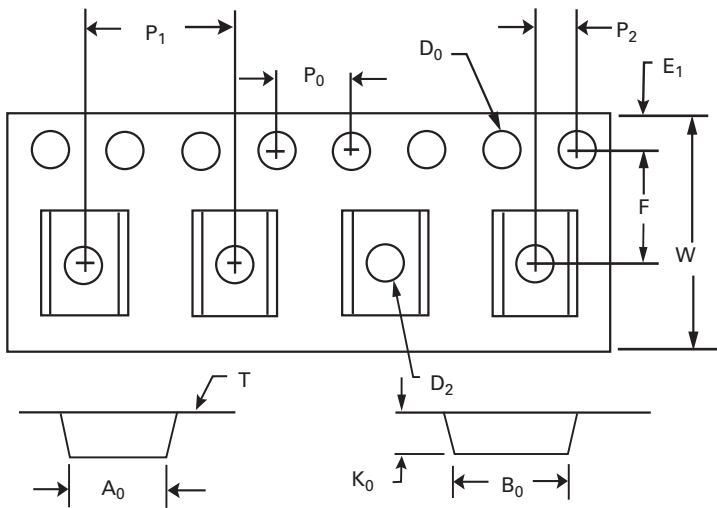 P₁
P₀
D₀
P₂
E₁
F
W
T
D₂
A₀
K₀
B₀